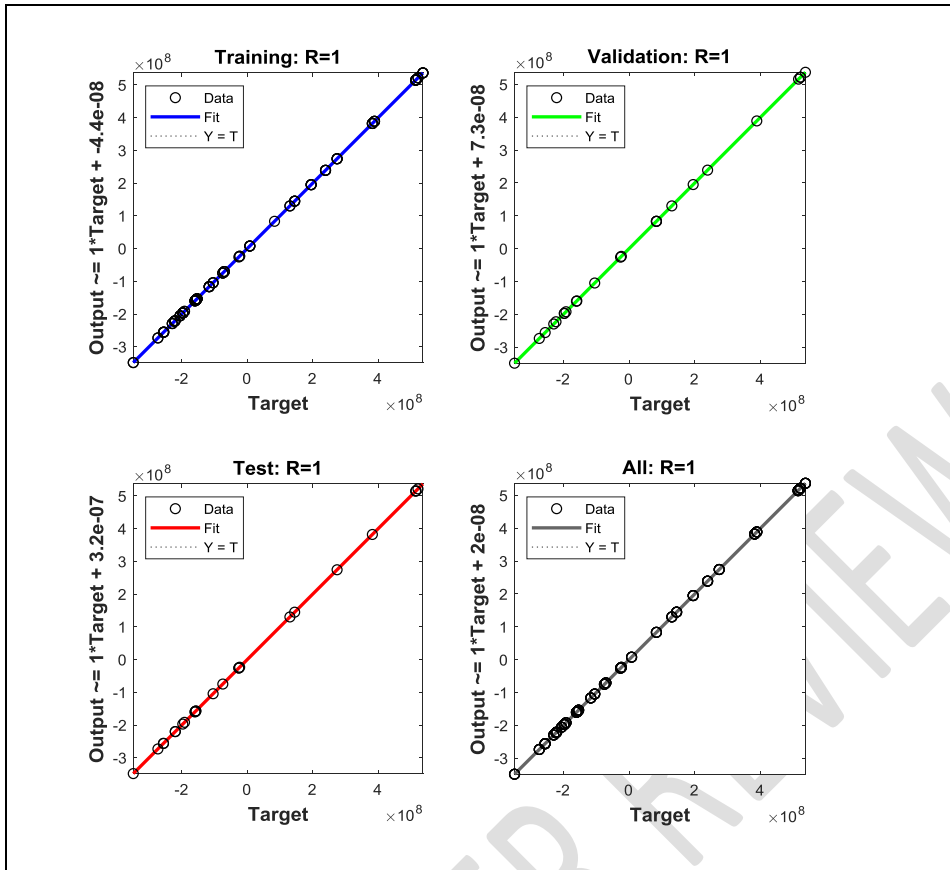 Training: R=1
×10^8
Output ~= 1*Target + -4.4e-08
5
4
3
2
1
0
-1
-2
-3
Data
Fit
Y = T
-2 0 2 4
×10^8
Target
Validation: R=1
×10^8
Output ~= 1*Target + 7.3e-08
5
4
3
2
1
0
-1
-2
-3
Data
Fit
Y = T
-2 0 2 4
×10^8
Target
Test: R=1
×10^8
Output ~= 1*Target + 3.2e-07
5
4
3
2
1
0
-1
-2
-3
Data
Fit
Y = T
-2 0 2 4
×10^8
Target
All: R=1
×10^8
Output ~= 1*Target + 2e-08
5
4
3
2
1
0
-1
-2
-3
Data
Fit
Y = T
-2 0 2 4
×10^8
Target
ER REVIEW